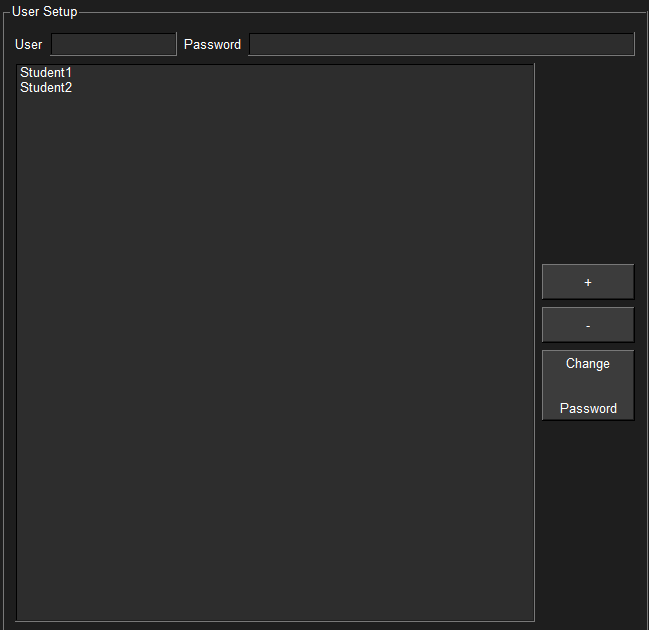 User Setup
User Password
Student1
Student2
+
-
Change
Password